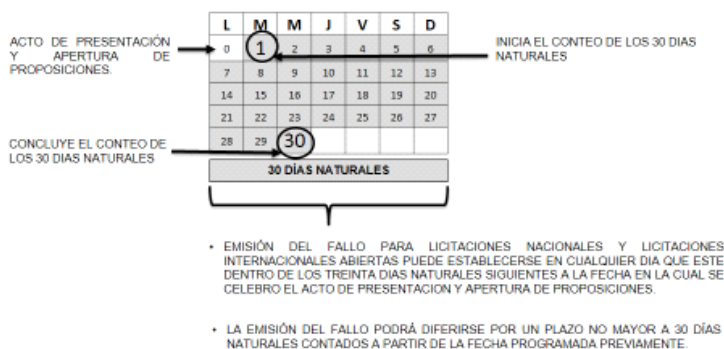 L M M J V S D
ACTO DE PRESENTACIÓN
Y APERTURA DE
PROPOSICIONES.
0 1 2 3 4 5 6
INICIA EL CONTEO DE LOS 30 DIAS
NATURALES
7 8 9 10 11 12 13
14 15 16 17 18 19 20
21 22 23 24 25 26 27
CONCLUYE EL CONTEO DE
LOS 30 DIAS NATURALES
28 29 30
30 DÍAS NATURALES
• EMISIÓN DEL FALLO PARA LICITACIONES NACIONALES Y LICITACIONES
INTERNACIONALES ABIERTAS PUEDE ESTABLECERSE EN CUALQUIER DIA QUE ESTE
DENTRO DE LOS TREINTA DIAS NATURALES SIGUIENTES A LA FECHA EN LA CUAL SE
CELEBRO EL ACTO DE PRESENTACION Y APERTURA DE PROPOSICIONES.
• LA EMISIÓN DEL FALLO PODRÁ DIFERIRSE POR UN PLAZO NO MAYOR A 30 DÍAS
NATURALES CONTADOS A PARTIR DE LA FECHA PROGRAMADA PREVIAMENTE.